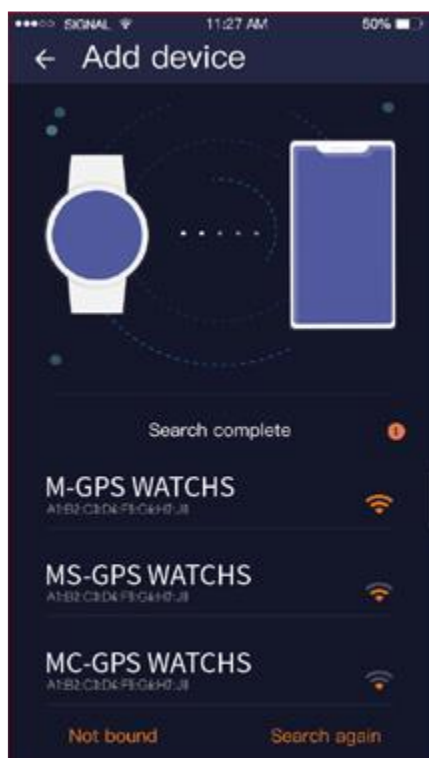 SIGNAL 11:27 AM 50%
← Add device
Search complete
M-GPS WATCHS
A1:B2:C3:D4:F5:G6:H7:J8
MS-GPS WATCHS
A1:B2:C3:D4:F5:G6:H7:J8
MC-GPS WATCHS
A1:B2:C3:D4:F5:G6:H7:J8
Not bound Search again